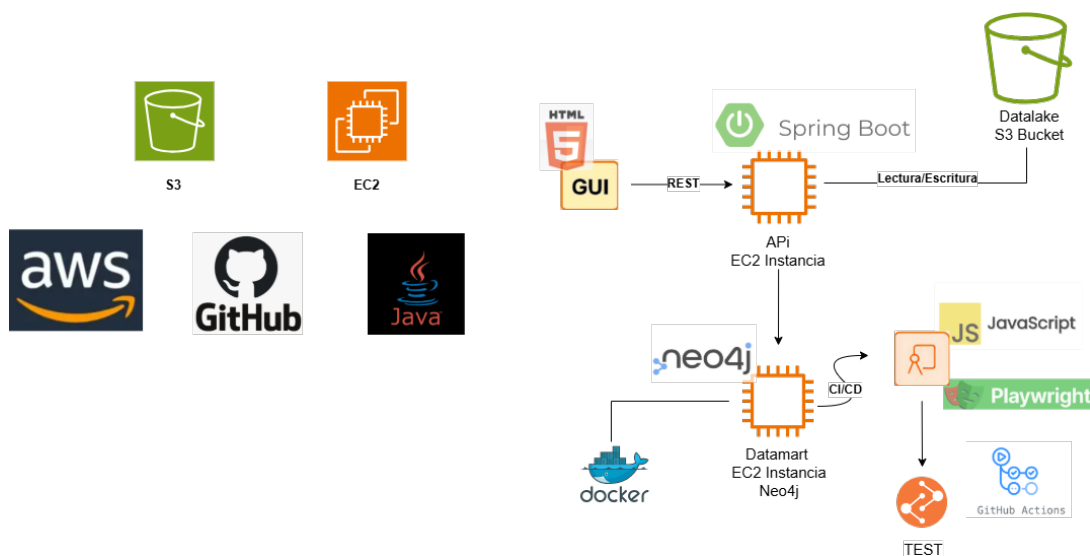 S3
EC2
aws
GitHub
Java
HTML
5
GUI
REST
Spring Boot
APi
EC2 Instancia
Lectura/Escritura
Datalake
S3 Bucket
neo4j
docker
Datamart
EC2 Instancia
Neo4j
CI/CD
JS
JavaScript
Playwright
TEST
GitHub Actions